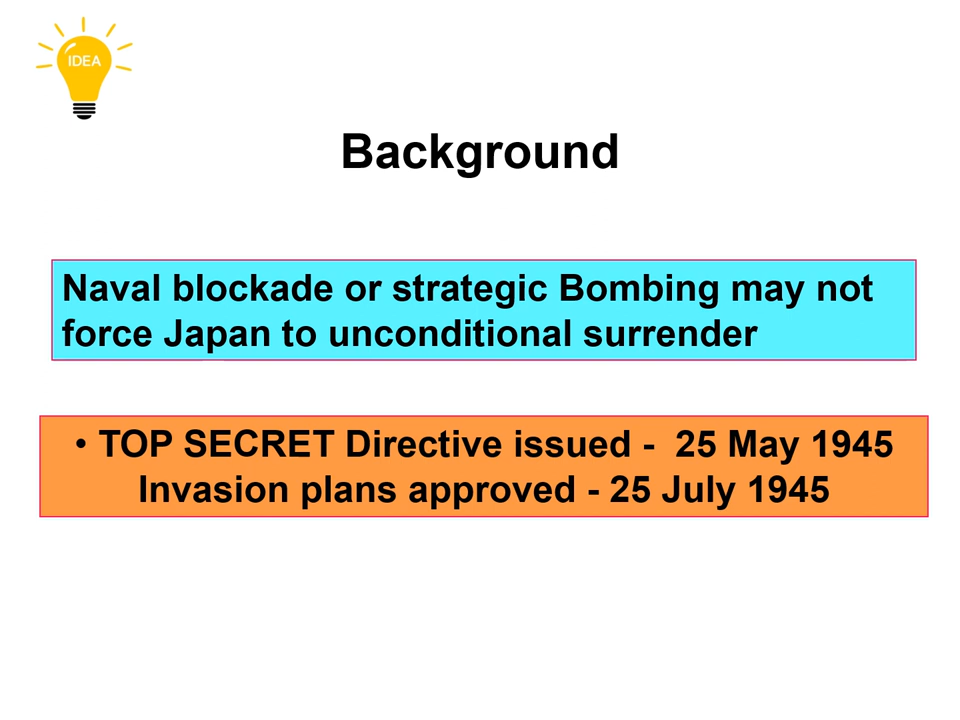 IDEA
Background
Naval blockade or strategic Bombing may not
force Japan to unconditional surrender
• TOP SECRET Directive issued -  25 May 1945
Invasion plans approved - 25 July 1945